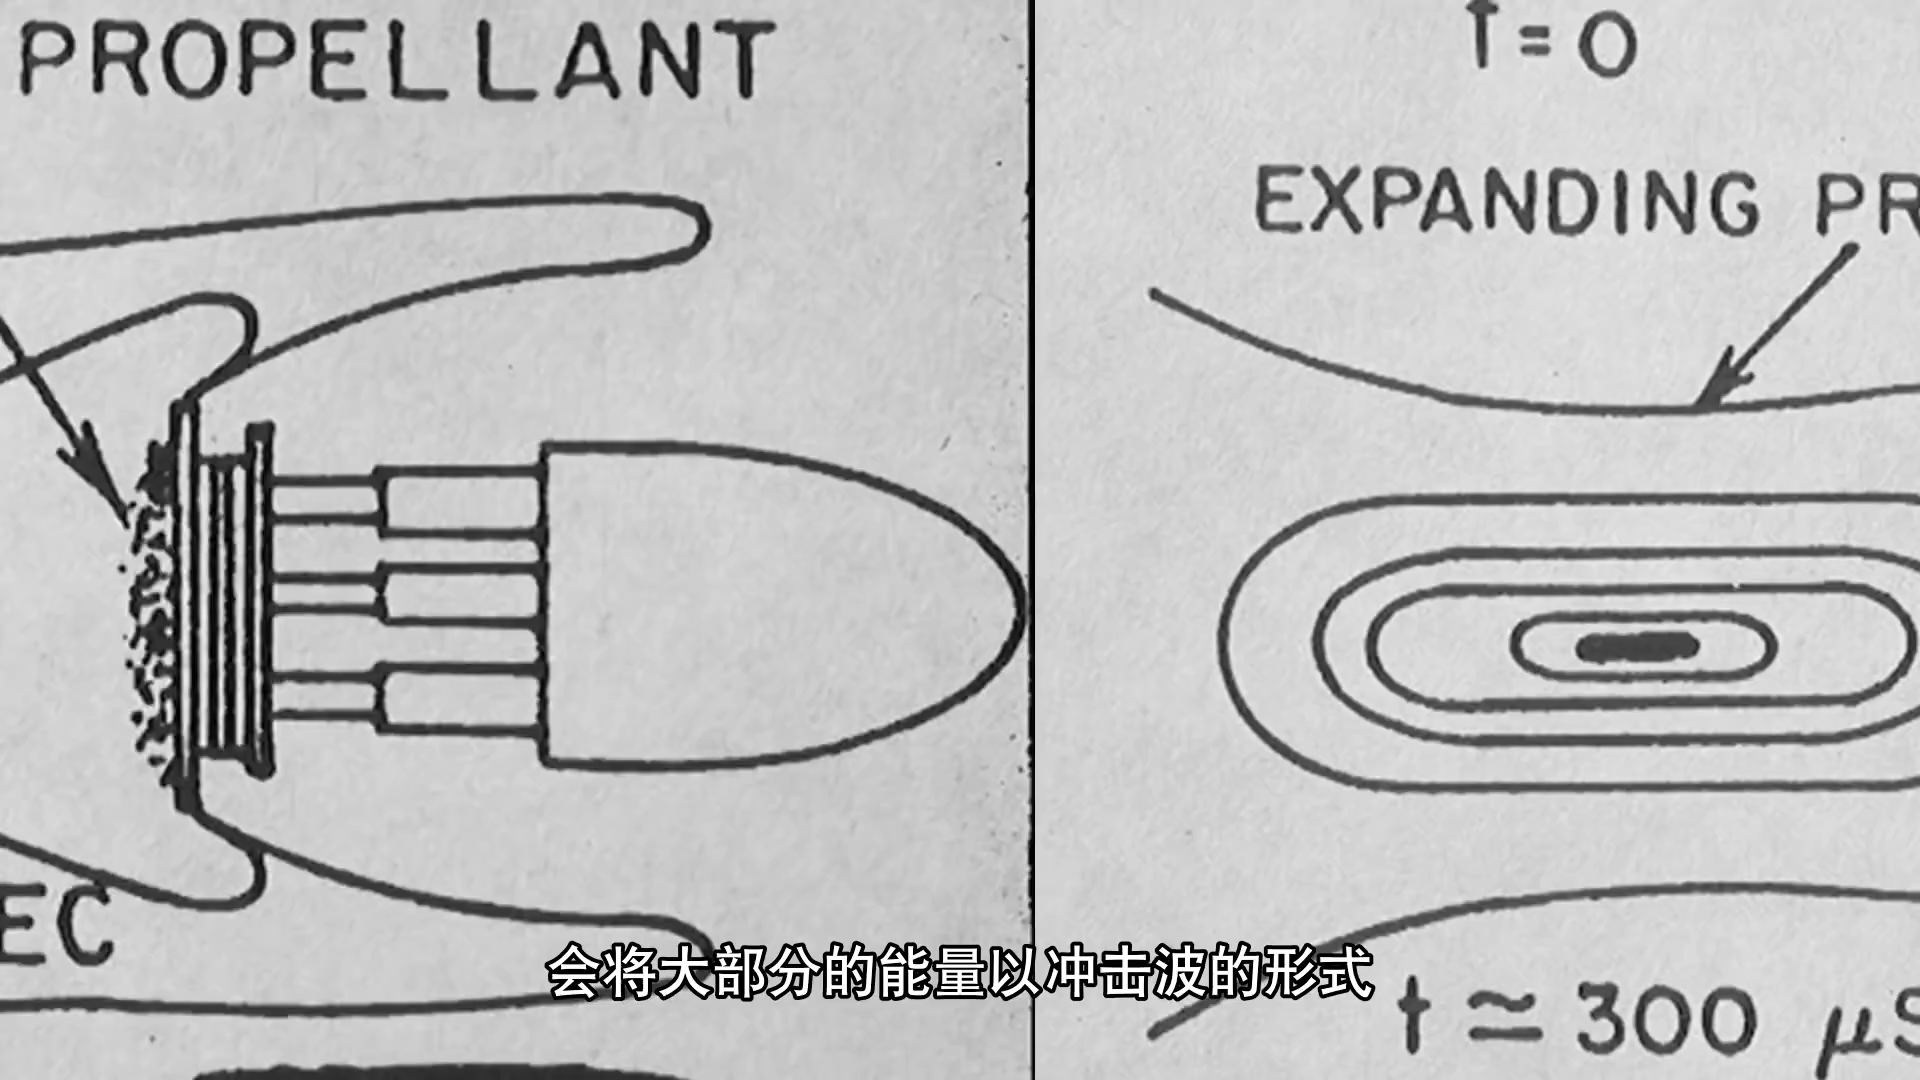 PROPELLANT
t = 0
EXPANDING PR
EC
会将大部分的能量以冲击波的形式
t ≃ 300 μS